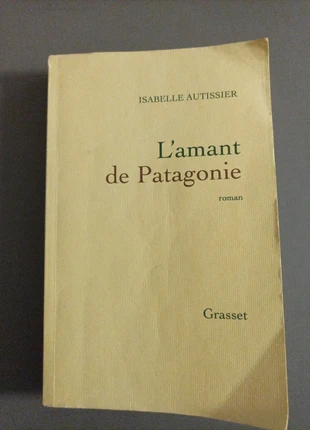 ISABELLE AUTISSIER
L'amant
de Patagonie
roman
Grasset